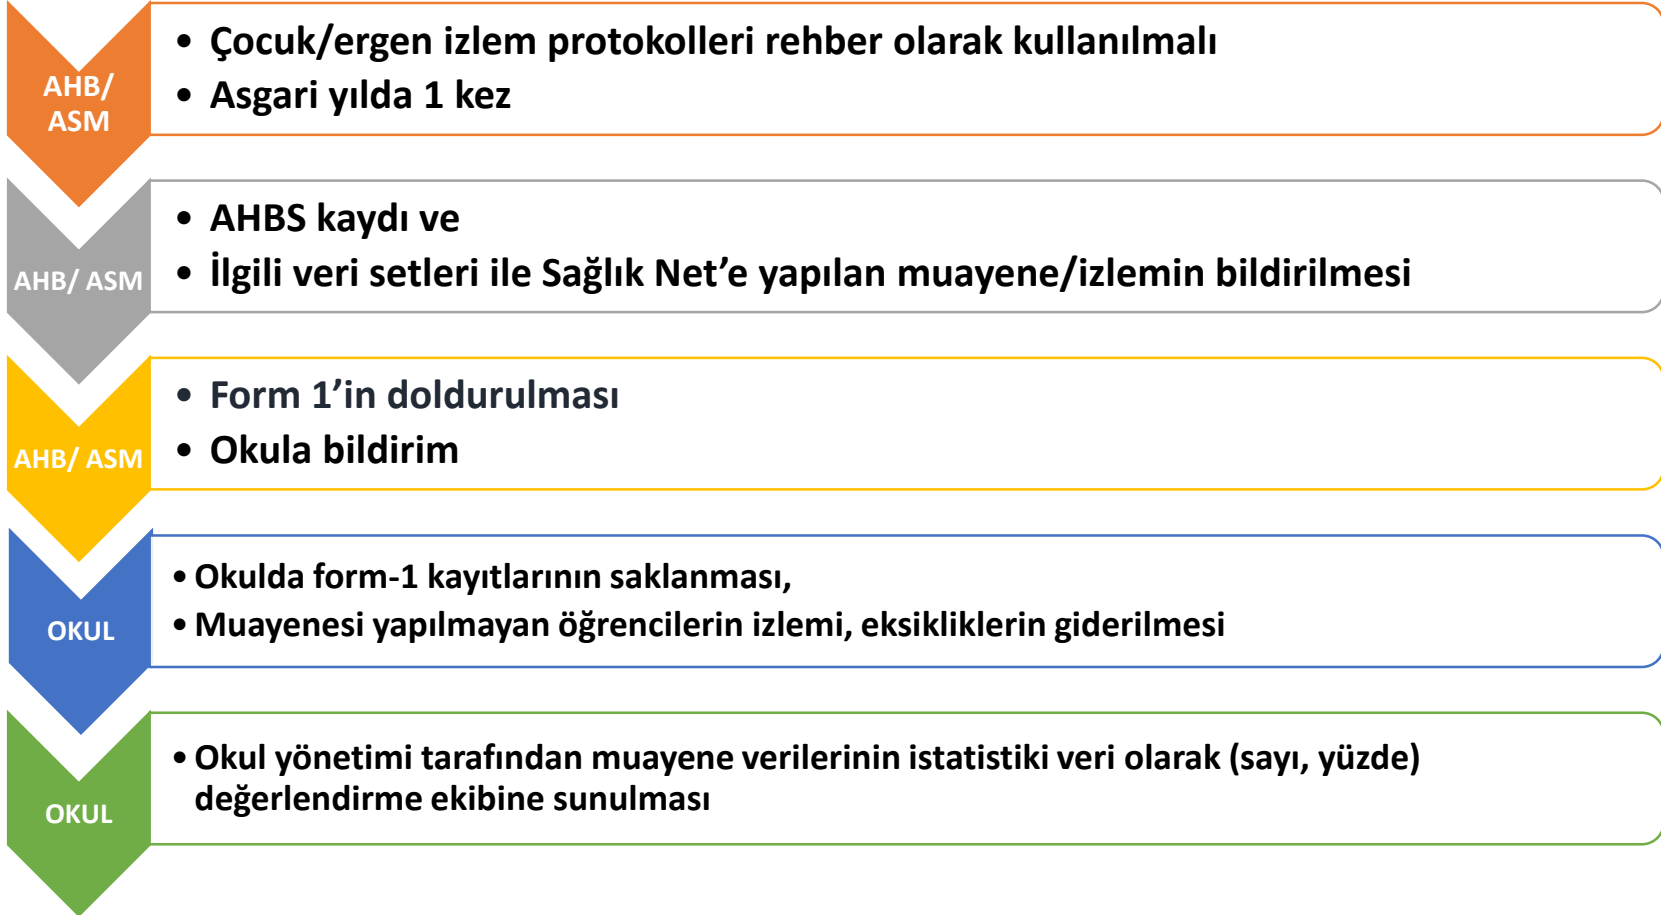 AHB/
ASM
• Çocuk/ergen izlem protokolleri rehber olarak kullanılmalı
• Asgari yılda 1 kez
AHB/ ASM
• AHBS kaydı ve
• İlgili veri setleri ile Sağlık Net’e yapılan muayene/izlemin bildirilmesi
AHB/ ASM
• Form 1’in doldurulması
• Okula bildirim
OKUL
• Okulda form-1 kayıtlarının saklanması,
• Muayenesi yapılmayan öğrencilerin izlemi, eksikliklerin giderilmesi
OKUL
• Okul yönetimi tarafından muayene verilerinin istatistiki veri olarak (sayı, yüzde)
değerlendirme ekibine sunulması